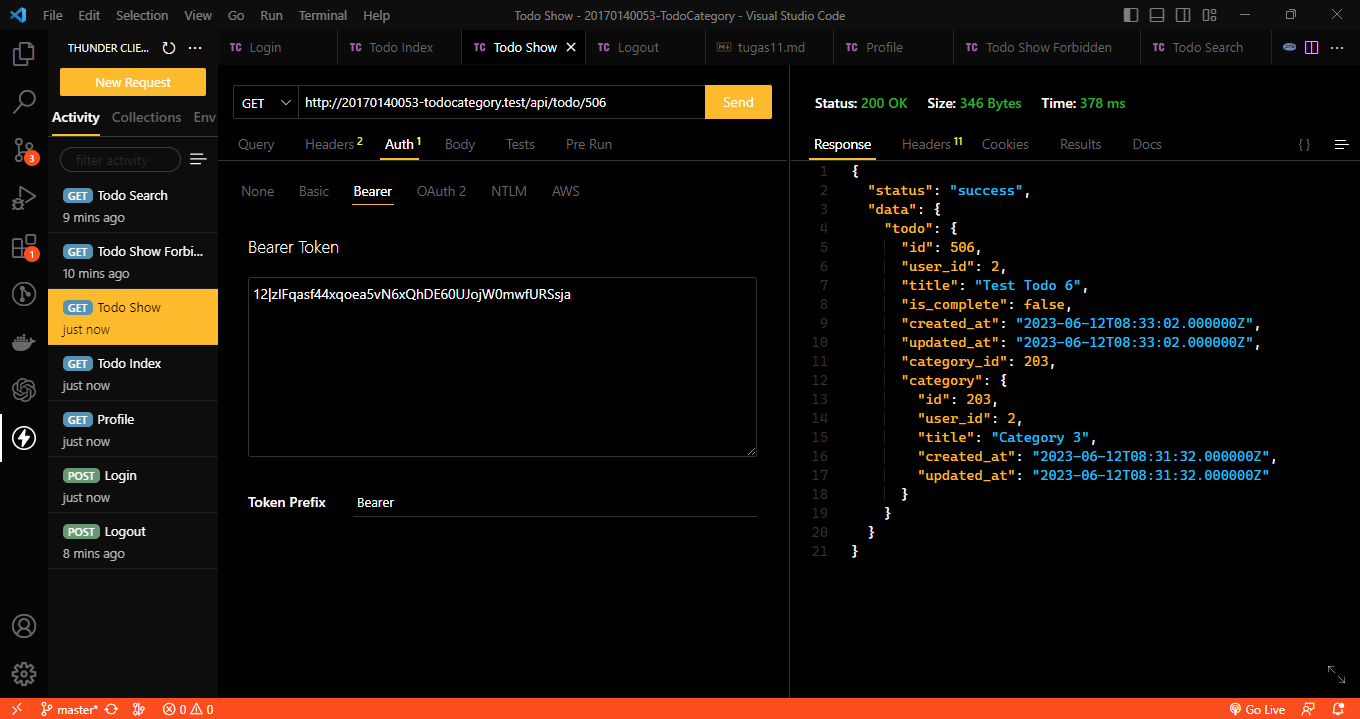 File Edit Selection View Go Run Terminal Help
Todo Show - 20170140053-TodoCategory - Visual Studio Code
THUNDER CLIE... ...
TC Login
TC Todo Index
TC Todo Show
TC Logout
tugas11.md
TC Profile
TC Todo Show Forbidden
TC Todo Search
New Request
Activity Collections Env
filter activity
GET Todo Search
9 mins ago
GET Todo Show Forbi...
10 mins ago
GET Todo Show
just now
GET Todo Index
just now
GET Profile
just now
POST Login
just now
POST Logout
8 mins ago
3
1
GET http://20170140053-todocategory.test/api/todo/506 Send
Query Headers 2 Auth 1 Body Tests Pre Run
None Basic Bearer OAuth 2 NTLM AWS
Bearer Token
12|zIFqasf44xqoea5vN6xQhDE60UJojW0mwfURSsja
Token Prefix Bearer
Status: 200 OK Size: 346 Bytes Time: 378 ms
Response Headers 11 Cookies Results Docs { }
1 {
2 "status": "success",
3 "data": {
4 "todo": {
5 "id": 506,
6 "user_id": 2,
7 "title": "Test Todo 6",
8 "is_complete": false,
9 "created_at": "2023-06-12T08:33:02.000000Z",
10 "updated_at": "2023-06-12T08:33:02.000000Z",
11 "category_id": 203,
12 "category": {
13 "id": 203,
14 "user_id": 2,
15 "title": "Category 3",
16 "created_at": "2023-06-12T08:31:32.000000Z",
17 "updated_at": "2023-06-12T08:31:32.000000Z"
18 }
19 }
20 }
21 }
master* 0 0 Go Live